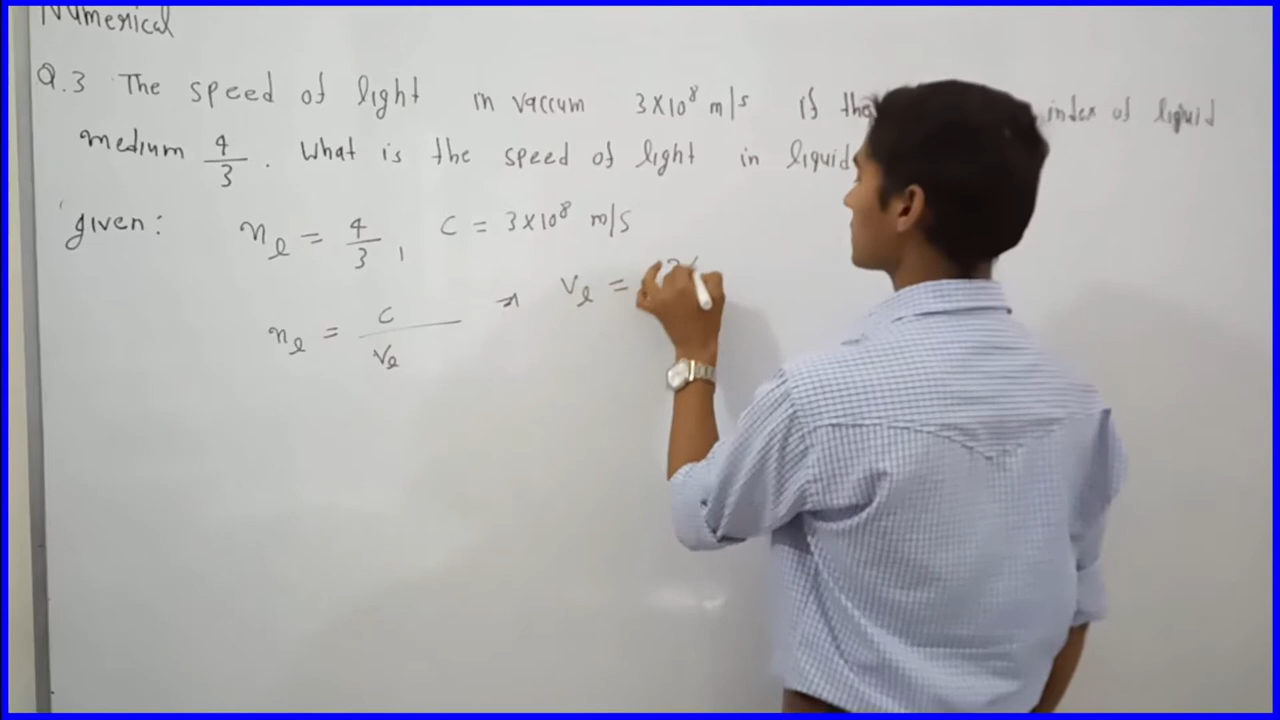 Numerical
Q.3 The speed of light in vaccum 3×10⁸ m/s if tha index of liquid
medium 4/3 . What is the speed of light in liquid
given: nₗ = 4/3 , c = 3×10⁸ m/s
nₗ = c/vₗ ⇒ vₗ =